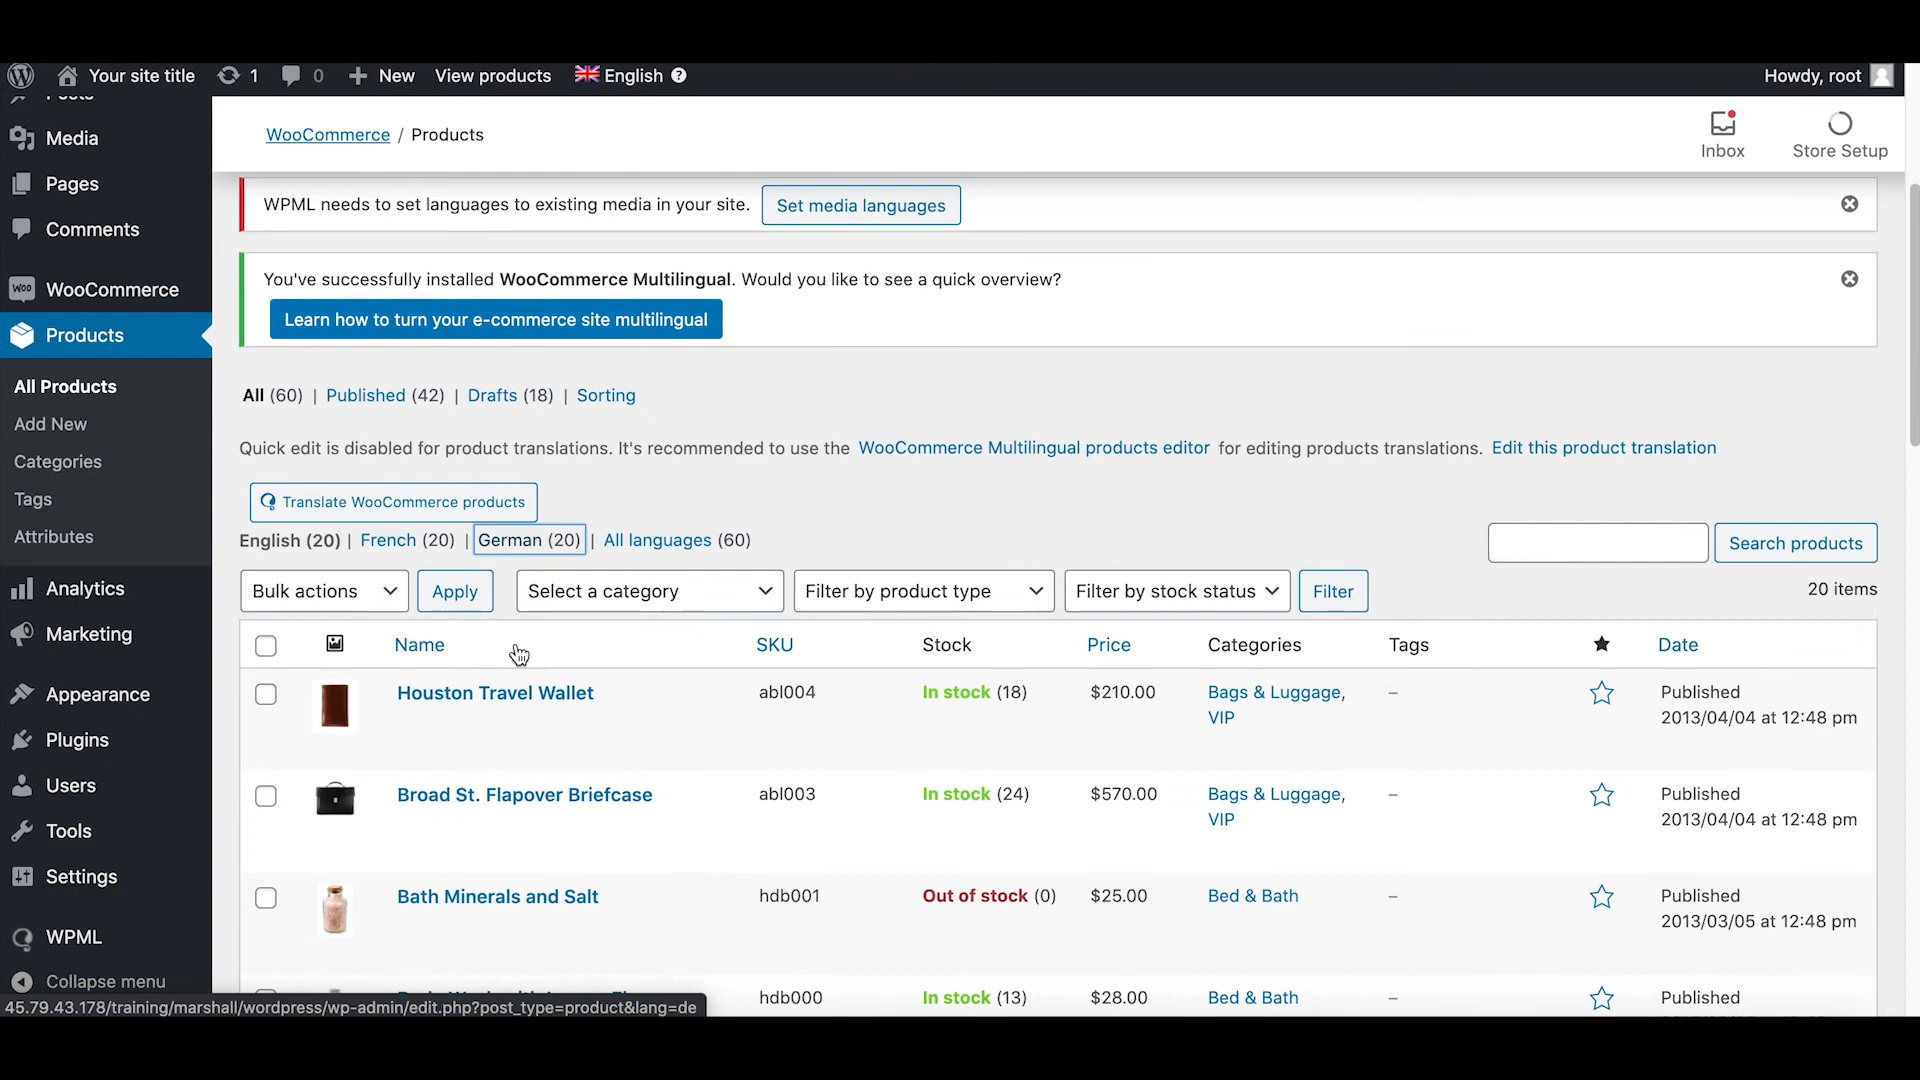 Your site title 1 0 New View products English ? Howdy, root
Posts
Media
Pages
Comments
WooCommerce
Products
All Products
Add New
Categories
Tags
Attributes
Analytics
Marketing
Appearance
Plugins
Users
Tools
Settings
WPML
Collapse menu
WooCommerce / Products
Inbox
Store Setup
WPML needs to set languages to existing media in your site. Set media languages
You've successfully installed WooCommerce Multilingual. Would you like to see a quick overview?
Learn how to turn your e-commerce site multilingual
All (60) | Published (42) | Drafts (18) | Sorting
Quick edit is disabled for product translations. It's recommended to use the WooCommerce Multilingual products editor for editing products translations. Edit this product translation
Translate WooCommerce products
English (20) | French (20) | German (20) | All languages (60)
Search products
Bulk actions Apply Select a category Filter by product type Filter by stock status Filter 20 items
Name SKU Stock Price Categories Tags Date
Houston Travel Wallet abl004 In stock (18) $210.00 Bags & Luggage, – Published
VIP 2013/04/04 at 12:48 pm
Broad St. Flapover Briefcase abl003 In stock (24) $570.00 Bags & Luggage, – Published
VIP 2013/04/04 at 12:48 pm
Bath Minerals and Salt hdb001 Out of stock (0) $25.00 Bed & Bath – Published
2013/03/05 at 12:48 pm
hdb000 In stock (13) $28.00 Bed & Bath – Published
45.79.43.178/training/marshall/wordpress/wp-admin/edit.php?post_type=product&lang=de